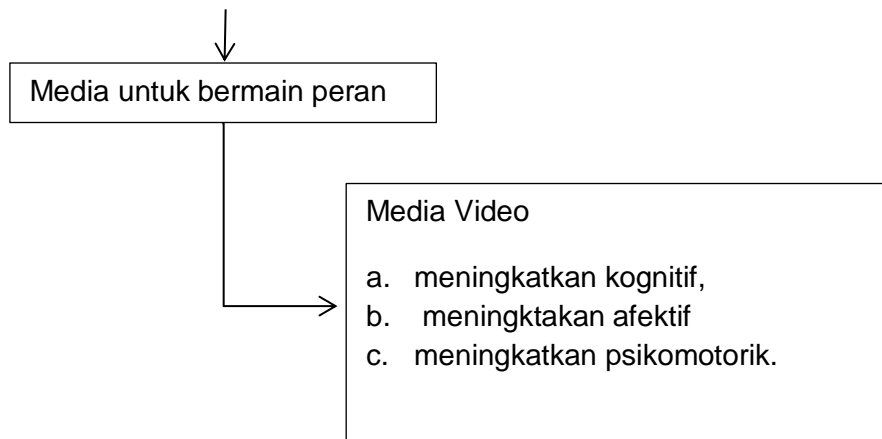 Media untuk bermain peran
Media Video
a. meningkatkan kognitif,
b. meningktakan afektif
c. meningkatkan psikomotorik.